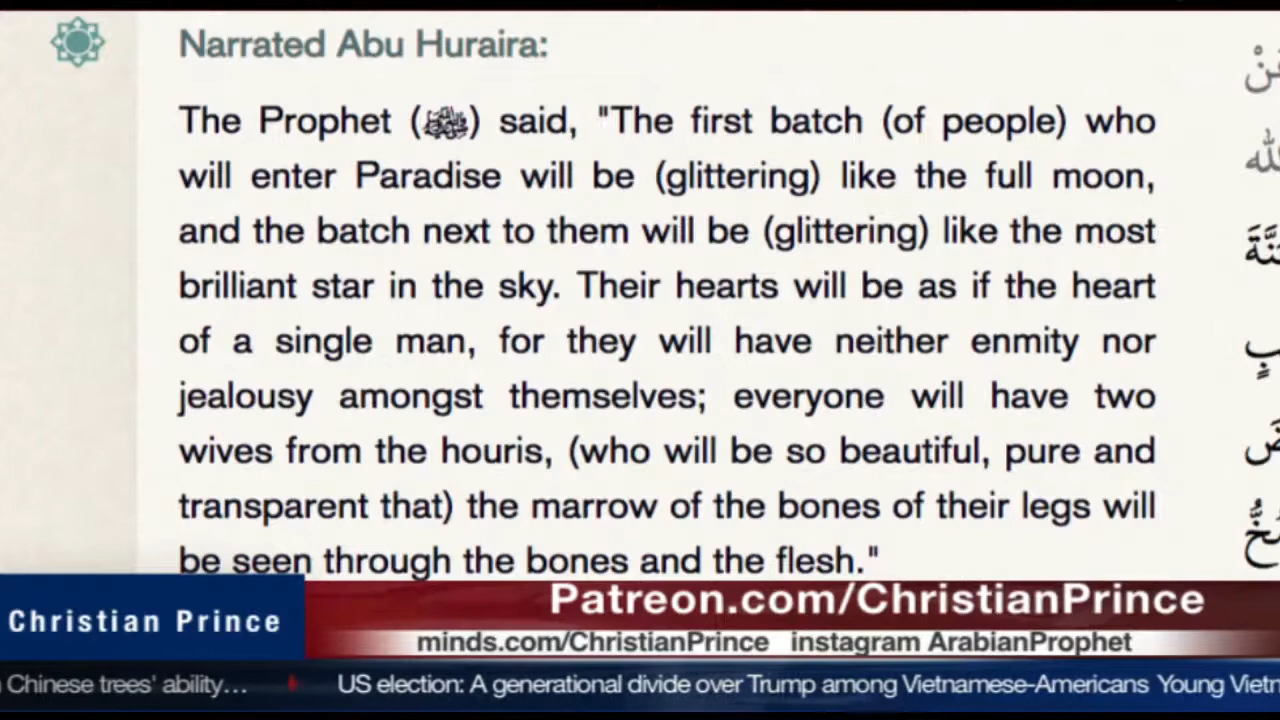 Narrated Abu Huraira:
The Prophet (ﷺ) said, "The first batch (of people) who
will enter Paradise will be (glittering) like the full moon,
and the batch next to them will be (glittering) like the most
brilliant star in the sky. Their hearts will be as if the heart
of a single man, for they will have neither enmity nor
jealousy amongst themselves; everyone will have two
wives from the houris, (who will be so beautiful, pure and
transparent that) the marrow of the bones of their legs will
be seen through the bones and the flesh."
Christian Prince
Patreon.com/ChristianPrince
minds.com/ChristianPrince instagram ArabianProphet
Chinese trees' ability... US election: A generational divide over Trump among Vietnamese-Americans Young